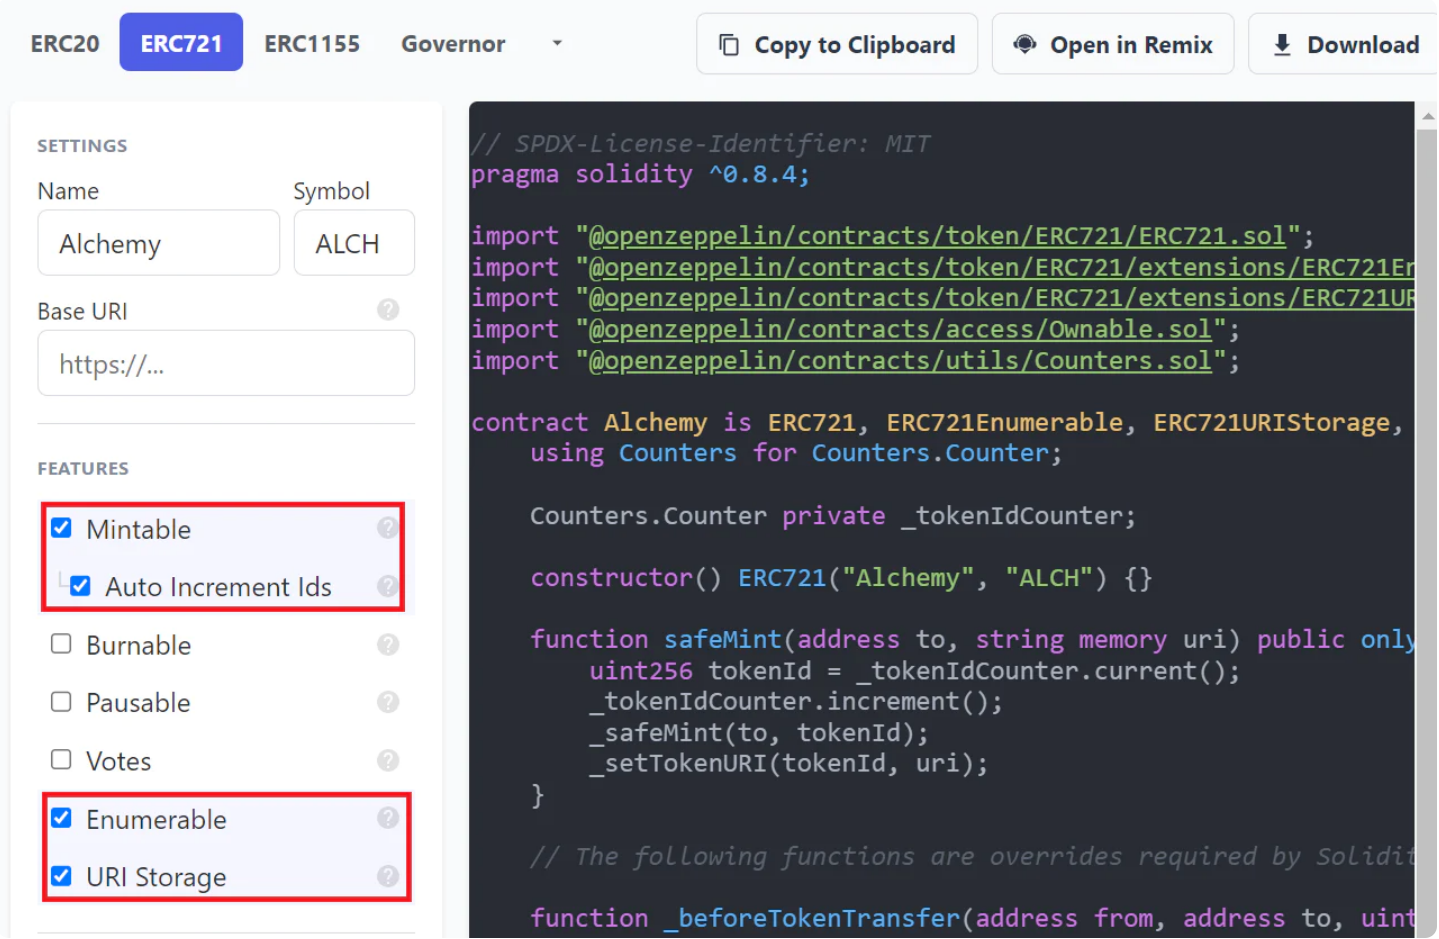 ERC20 ERC721 ERC1155 Governor Copy to Clipboard Open in Remix Download
SETTINGS
Name Symbol
Alchemy ALCH
Base URI ?
https://...
FEATURES
Mintable ?
Auto Increment Ids ?
Burnable ?
Pausable ?
Votes ?
Enumerable ?
URI Storage ?
// SPDX-License-Identifier: MIT
pragma solidity ^0.8.4;
import "@openzeppelin/contracts/token/ERC721/ERC721.sol";
import "@openzeppelin/contracts/token/ERC721/extensions/ERC721En
import "@openzeppelin/contracts/token/ERC721/extensions/ERC721UR
import "@openzeppelin/contracts/access/Ownable.sol";
import "@openzeppelin/contracts/utils/Counters.sol";
contract Alchemy is ERC721, ERC721Enumerable, ERC721URIStorage,
using Counters for Counters.Counter;
Counters.Counter private _tokenIdCounter;
constructor() ERC721("Alchemy", "ALCH") {}
function safeMint(address to, string memory uri) public only
uint256 tokenId = _tokenIdCounter.current();
_tokenIdCounter.increment();
_safeMint(to, tokenId);
_setTokenURI(tokenId, uri);
}
// The following functions are overrides required by Solidit
function _beforeTokenTransfer(address from, address to, uint